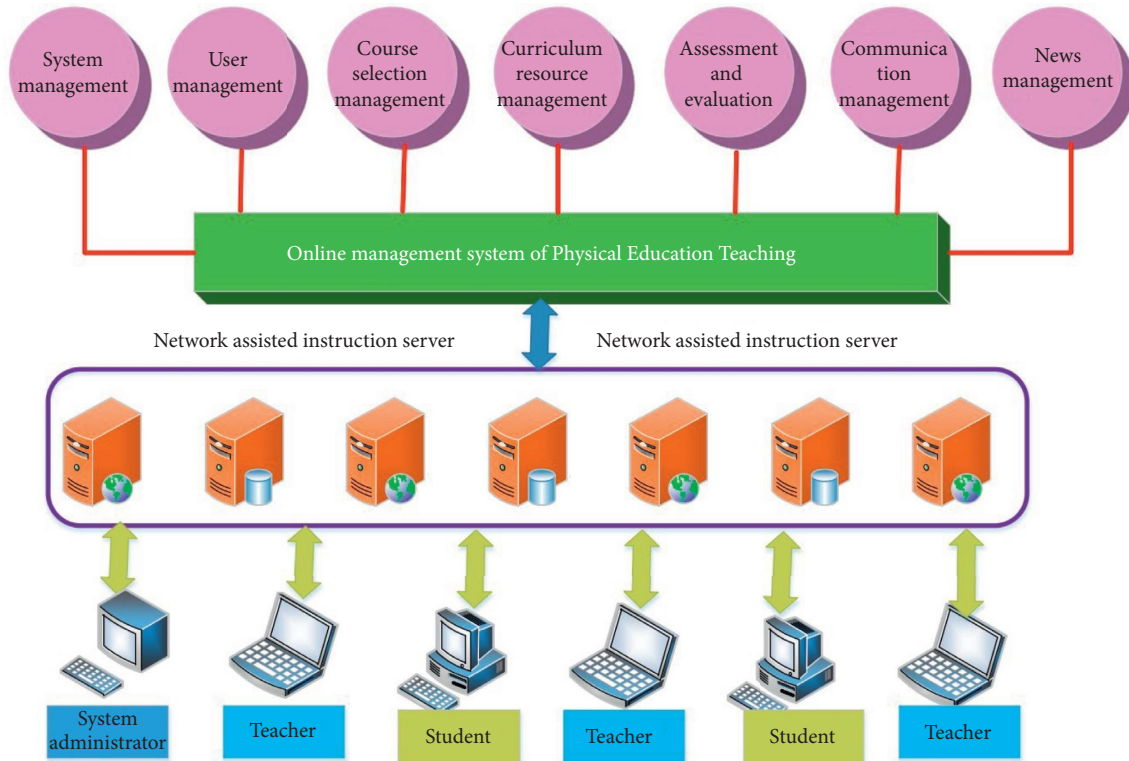 System
management
User
management
Course
selection
management
Curriculum
resource
management
Assessment
and
evaluation
Communica
tion
management
News
management
Online management system of Physical Education Teaching
Network assisted instruction server
Network assisted instruction server
System
administrator
Teacher
Student
Teacher
Student
Teacher